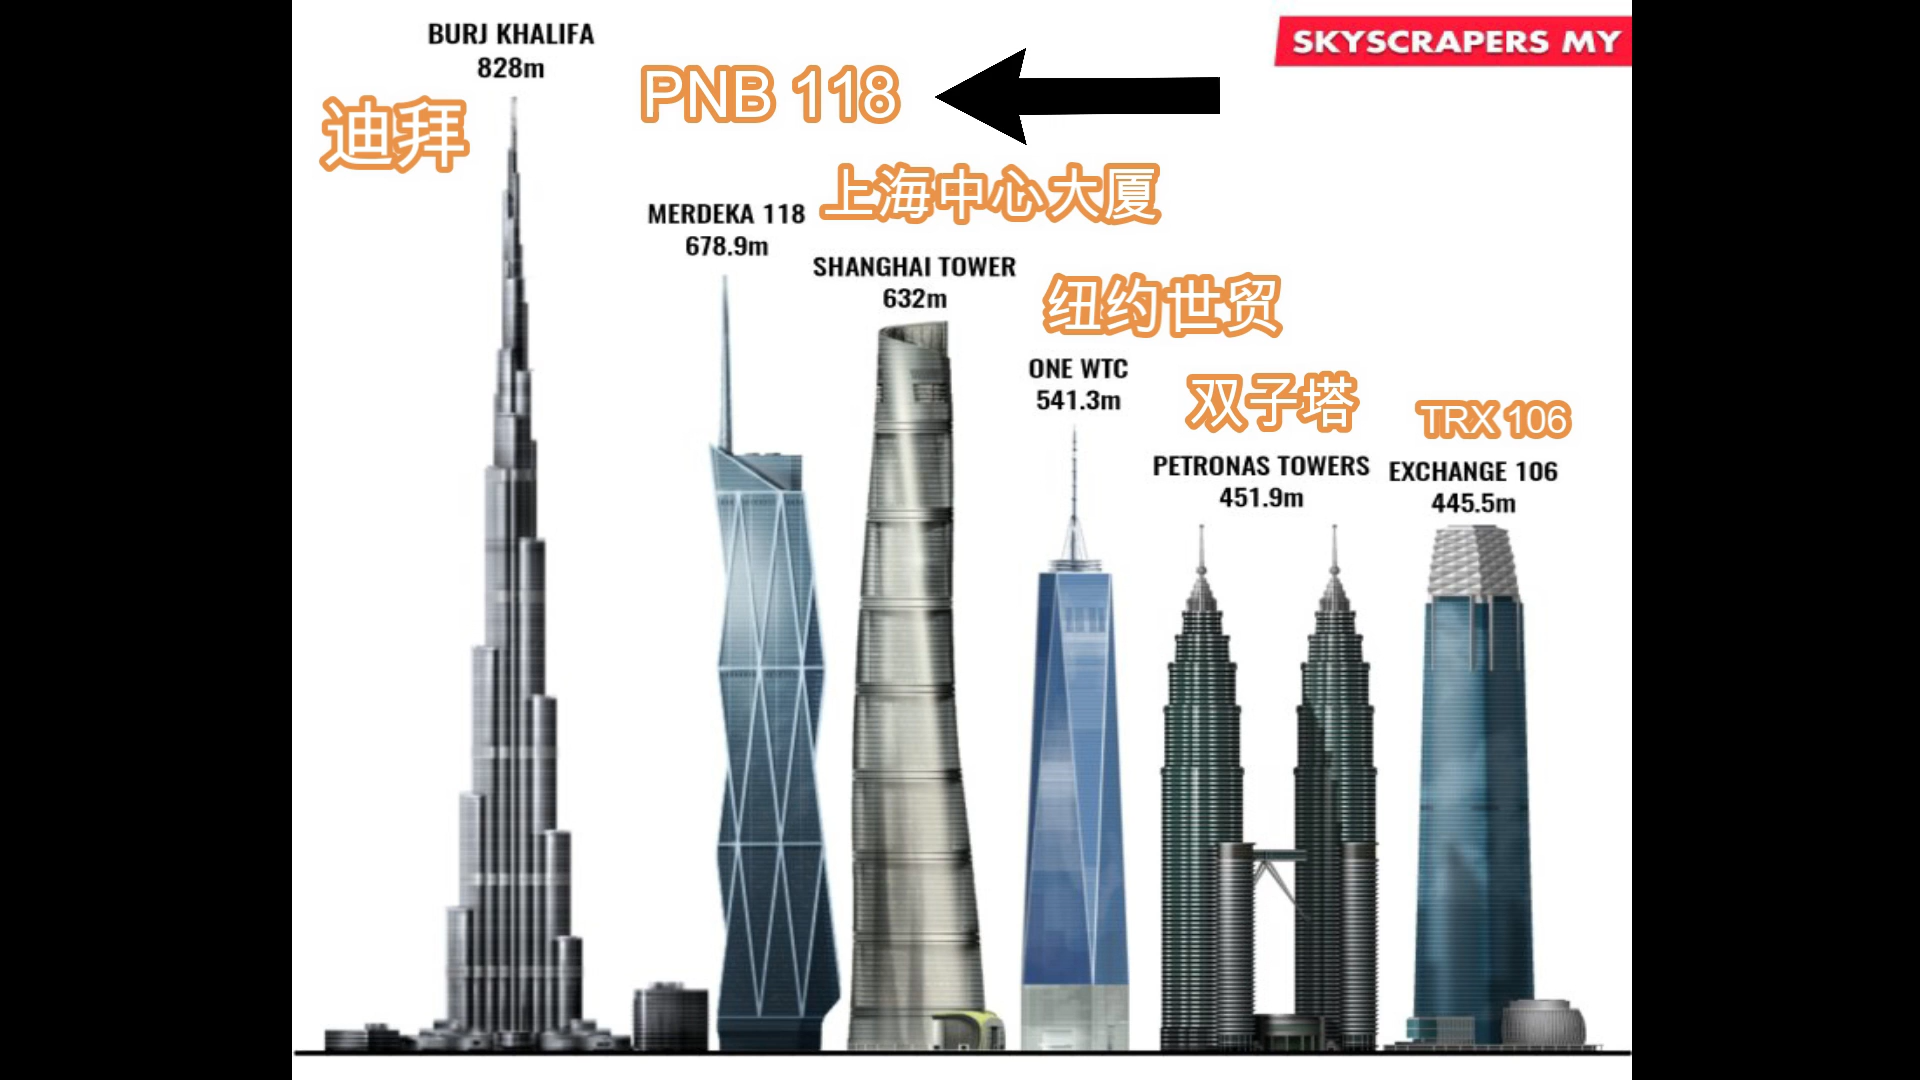 BURJ KHALIFA
828m
SKYSCRAPERS MY
PNB 118
迪拜
上海中心大厦
MERDEKA 118
678.9m
SHANGHAI TOWER
632m
纽约世贸
ONE WTC
541.3m
双子塔
TRX 106
PETRONAS TOWERS
451.9m
EXCHANGE 106
445.5m